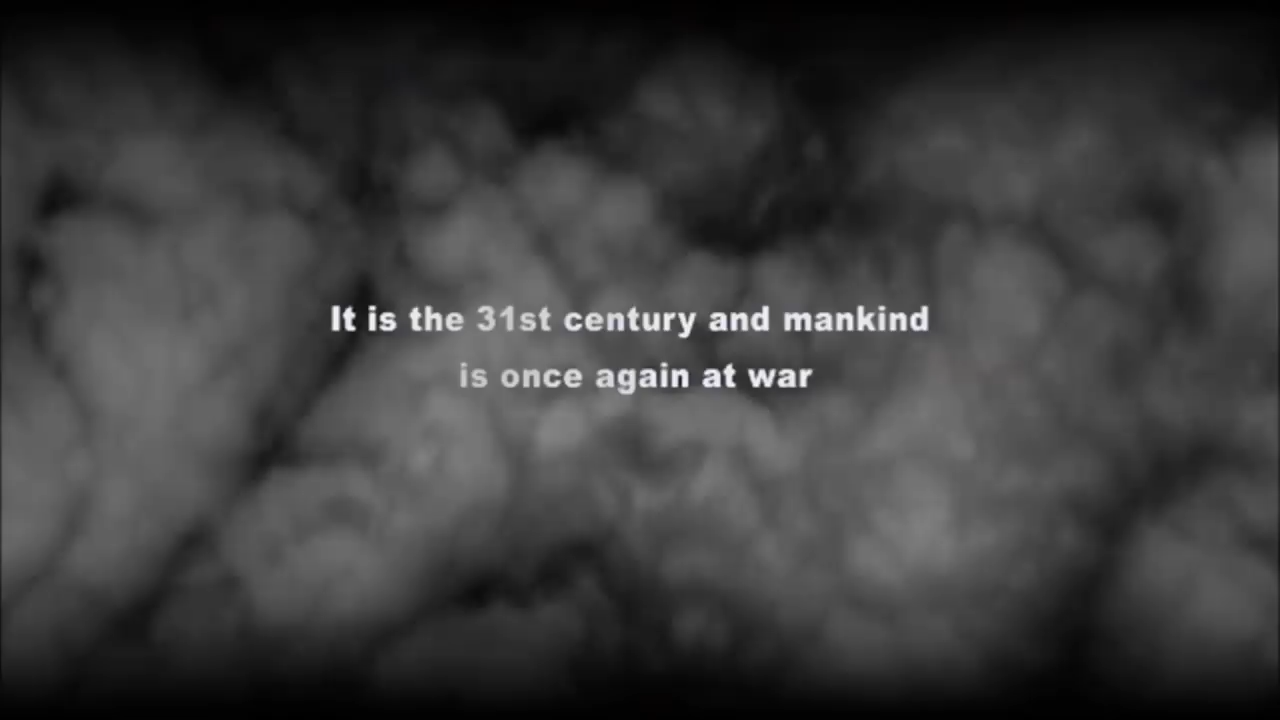 It is the 31st century and mankind
is once again at war